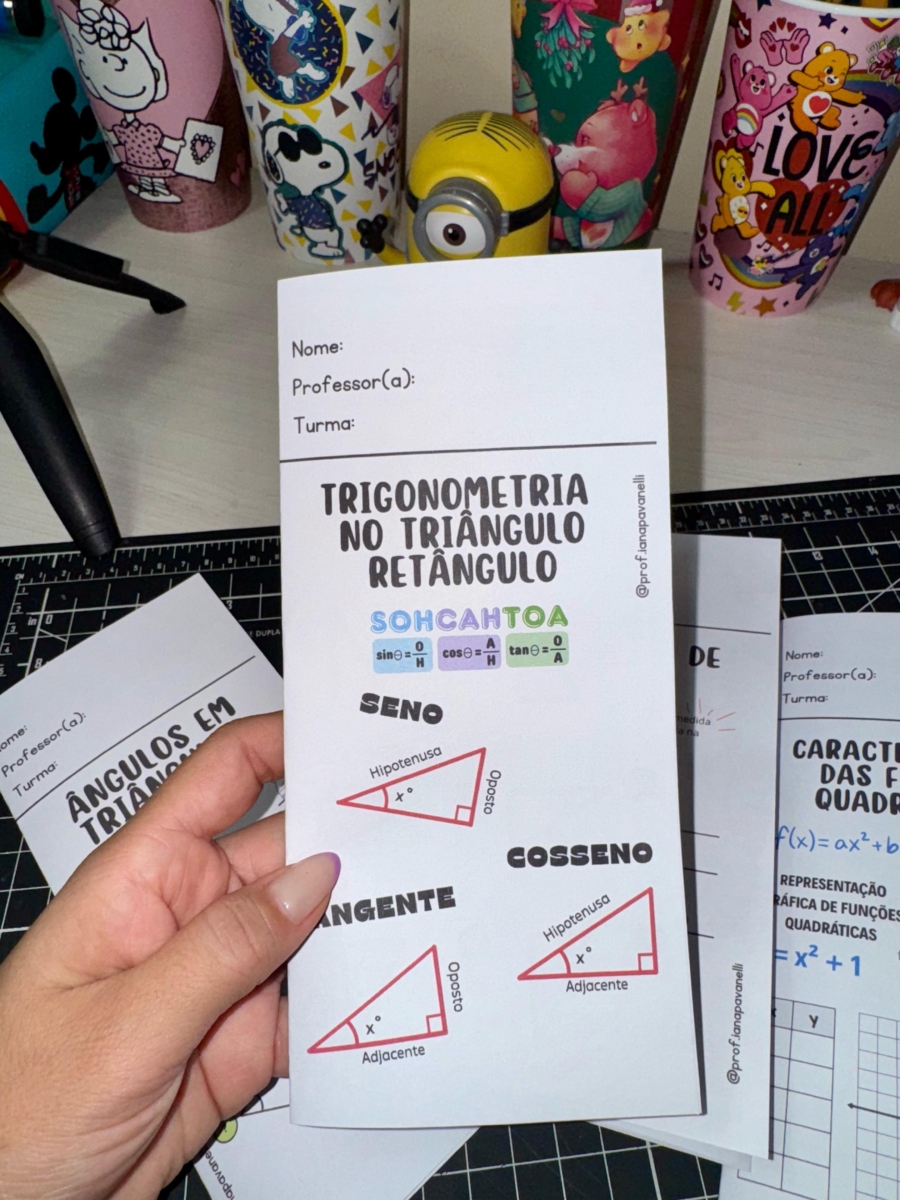 LOVE
ALL
Nome:
Professor(a):
Turma:
TRIGONOMETRIA
NO TRIÂNGULO
RETÂNGULO
@prof.ianapavanelli
SOHCAHTOA
sinθ = O/H cosθ = A/H tanθ = O/A
SENO
Hipotenusa
Oposto
x°
COSSENO
Hipotenusa
x°
Adjacente
ANGENTE
Oposto
x°
Adjacente
ome:
Professor(a):
Turma:
ÂNGULOS EM
DE
@prof.ianapavanelli
Nome:
Professor(a):
Turma:
CARACTE
DAS F
QUADR
f(x) = ax² + b
REPRESENTAÇÃO
RÁFICA DE FUNÇÕES
QUADRÁTICAS
= x² + 1
y